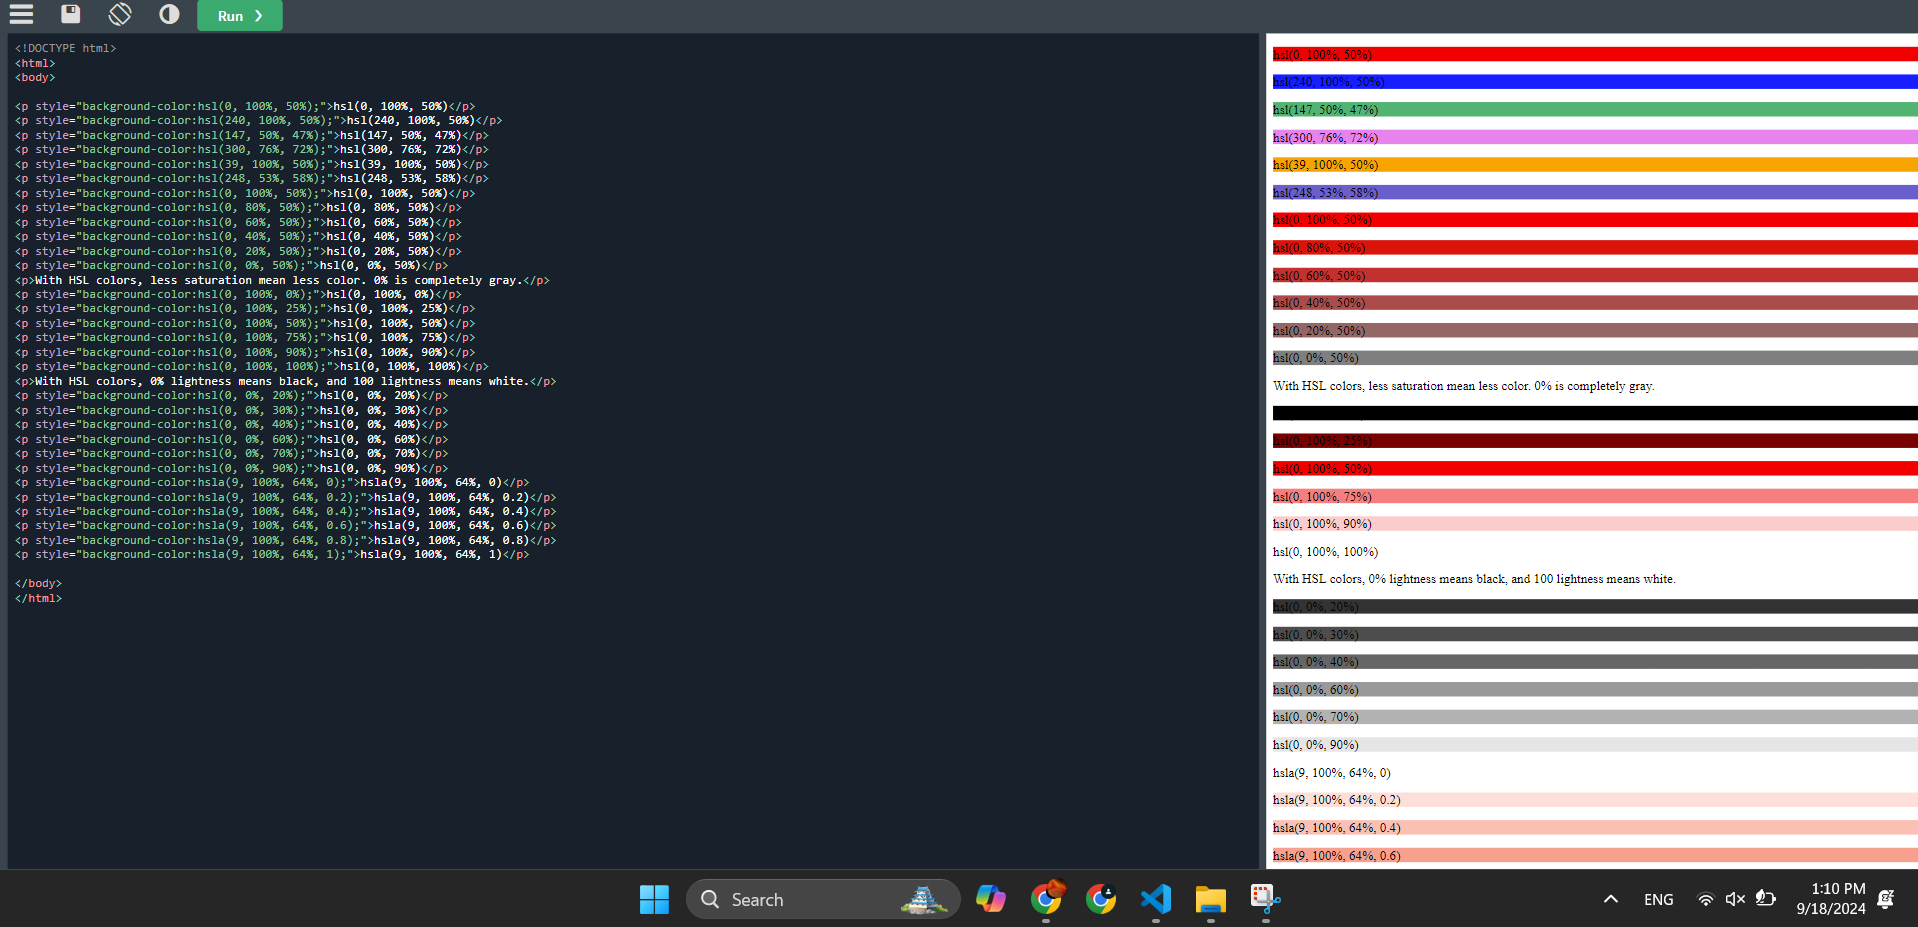 Run ❯
<!DOCTYPE html>
<html>
<body>
<p style="background-color:hsl(0, 100%, 50%);">hsl(0, 100%, 50%)</p>
<p style="background-color:hsl(240, 100%, 50%);">hsl(240, 100%, 50%)</p>
<p style="background-color:hsl(147, 50%, 47%);">hsl(147, 50%, 47%)</p>
<p style="background-color:hsl(300, 76%, 72%);">hsl(300, 76%, 72%)</p>
<p style="background-color:hsl(39, 100%, 50%);">hsl(39, 100%, 50%)</p>
<p style="background-color:hsl(248, 53%, 58%);">hsl(248, 53%, 58%)</p>
<p style="background-color:hsl(0, 100%, 50%);">hsl(0, 100%, 50%)</p>
<p style="background-color:hsl(0, 80%, 50%);">hsl(0, 80%, 50%)</p>
<p style="background-color:hsl(0, 60%, 50%);">hsl(0, 60%, 50%)</p>
<p style="background-color:hsl(0, 40%, 50%);">hsl(0, 40%, 50%)</p>
<p style="background-color:hsl(0, 20%, 50%);">hsl(0, 20%, 50%)</p>
<p style="background-color:hsl(0, 0%, 50%);">hsl(0, 0%, 50%)</p>
<p>With HSL colors, less saturation mean less color. 0% is completely gray.</p>
<p style="background-color:hsl(0, 100%, 0%);">hsl(0, 100%, 0%)</p>
<p style="background-color:hsl(0, 100%, 25%);">hsl(0, 100%, 25%)</p>
<p style="background-color:hsl(0, 100%, 50%);">hsl(0, 100%, 50%)</p>
<p style="background-color:hsl(0, 100%, 75%);">hsl(0, 100%, 75%)</p>
<p style="background-color:hsl(0, 100%, 90%);">hsl(0, 100%, 90%)</p>
<p style="background-color:hsl(0, 100%, 100%);">hsl(0, 100%, 100%)</p>
<p>With HSL colors, 0% lightness means black, and 100 lightness means white.</p>
<p style="background-color:hsl(0, 0%, 20%);">hsl(0, 0%, 20%)</p>
<p style="background-color:hsl(0, 0%, 30%);">hsl(0, 0%, 30%)</p>
<p style="background-color:hsl(0, 0%, 40%);">hsl(0, 0%, 40%)</p>
<p style="background-color:hsl(0, 0%, 60%);">hsl(0, 0%, 60%)</p>
<p style="background-color:hsl(0, 0%, 70%);">hsl(0, 0%, 70%)</p>
<p style="background-color:hsl(0, 0%, 90%);">hsl(0, 0%, 90%)</p>
<p style="background-color:hsla(9, 100%, 64%, 0);">hsla(9, 100%, 64%, 0)</p>
<p style="background-color:hsla(9, 100%, 64%, 0.2);">hsla(9, 100%, 64%, 0.2)</p>
<p style="background-color:hsla(9, 100%, 64%, 0.4);">hsla(9, 100%, 64%, 0.4)</p>
<p style="background-color:hsla(9, 100%, 64%, 0.6);">hsla(9, 100%, 64%, 0.6)</p>
<p style="background-color:hsla(9, 100%, 64%, 0.8);">hsla(9, 100%, 64%, 0.8)</p>
<p style="background-color:hsla(9, 100%, 64%, 1);">hsla(9, 100%, 64%, 1)</p>
</body>
</html>
hsl(0, 100%, 50%)
hsl(240, 100%, 50%)
hsl(147, 50%, 47%)
hsl(300, 76%, 72%)
hsl(39, 100%, 50%)
hsl(248, 53%, 58%)
hsl(0, 100%, 50%)
hsl(0, 80%, 50%)
hsl(0, 60%, 50%)
hsl(0, 40%, 50%)
hsl(0, 20%, 50%)
hsl(0, 0%, 50%)
With HSL colors, less saturation mean less color. 0% is completely gray.
hsl(0, 100%, 25%)
hsl(0, 100%, 50%)
hsl(0, 100%, 75%)
hsl(0, 100%, 90%)
hsl(0, 100%, 100%)
With HSL colors, 0% lightness means black, and 100 lightness means white.
hsl(0, 0%, 20%)
hsl(0, 0%, 30%)
hsl(0, 0%, 40%)
hsl(0, 0%, 60%)
hsl(0, 0%, 70%)
hsl(0, 0%, 90%)
hsla(9, 100%, 64%, 0)
hsla(9, 100%, 64%, 0.2)
hsla(9, 100%, 64%, 0.4)
hsla(9, 100%, 64%, 0.6)
Search
ENG
1:10 PM
9/18/2024